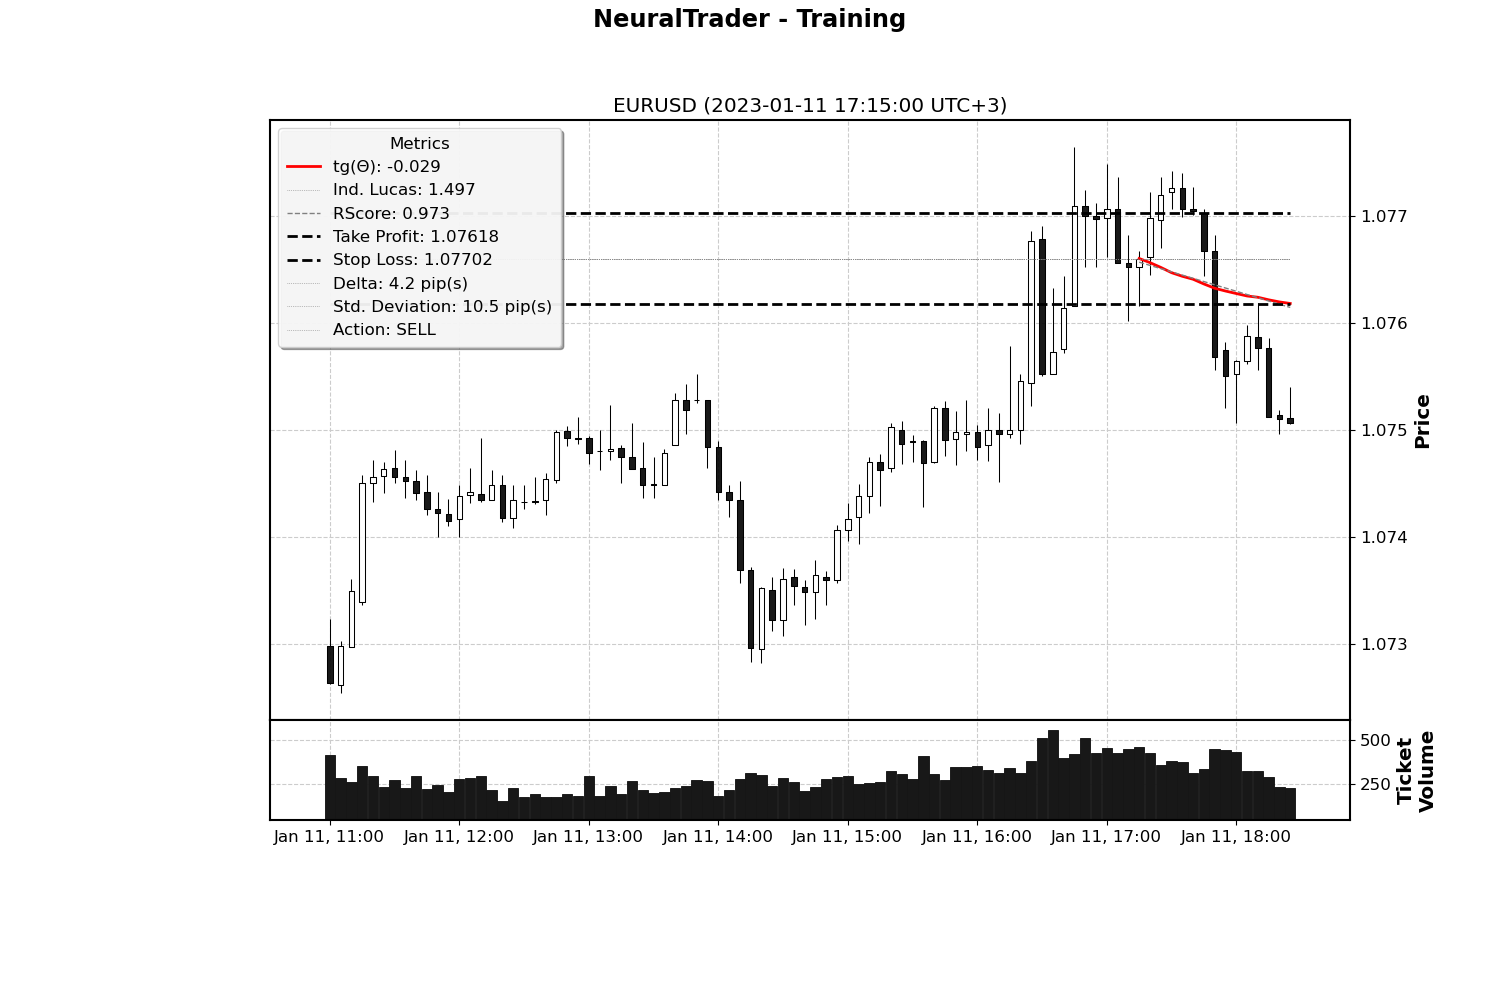 NeuralTrader - Training
EURUSD (2023-01-11 17:15:00 UTC+3)
Metrics
tg(Θ): -0.029
Ind. Lucas: 1.497
RScore: 0.973
Take Profit: 1.07618
Stop Loss: 1.07702
Delta: 4.2 pip(s)
Std. Deviation: 10.5 pip(s)
Action: SELL
1.077
1.076
1.075
1.074
1.073
Price
500
250
Ticket
Volume
Jan 11, 11:00
Jan 11, 12:00
Jan 11, 13:00
Jan 11, 14:00
Jan 11, 15:00
Jan 11, 16:00
Jan 11, 17:00
Jan 11, 18:00